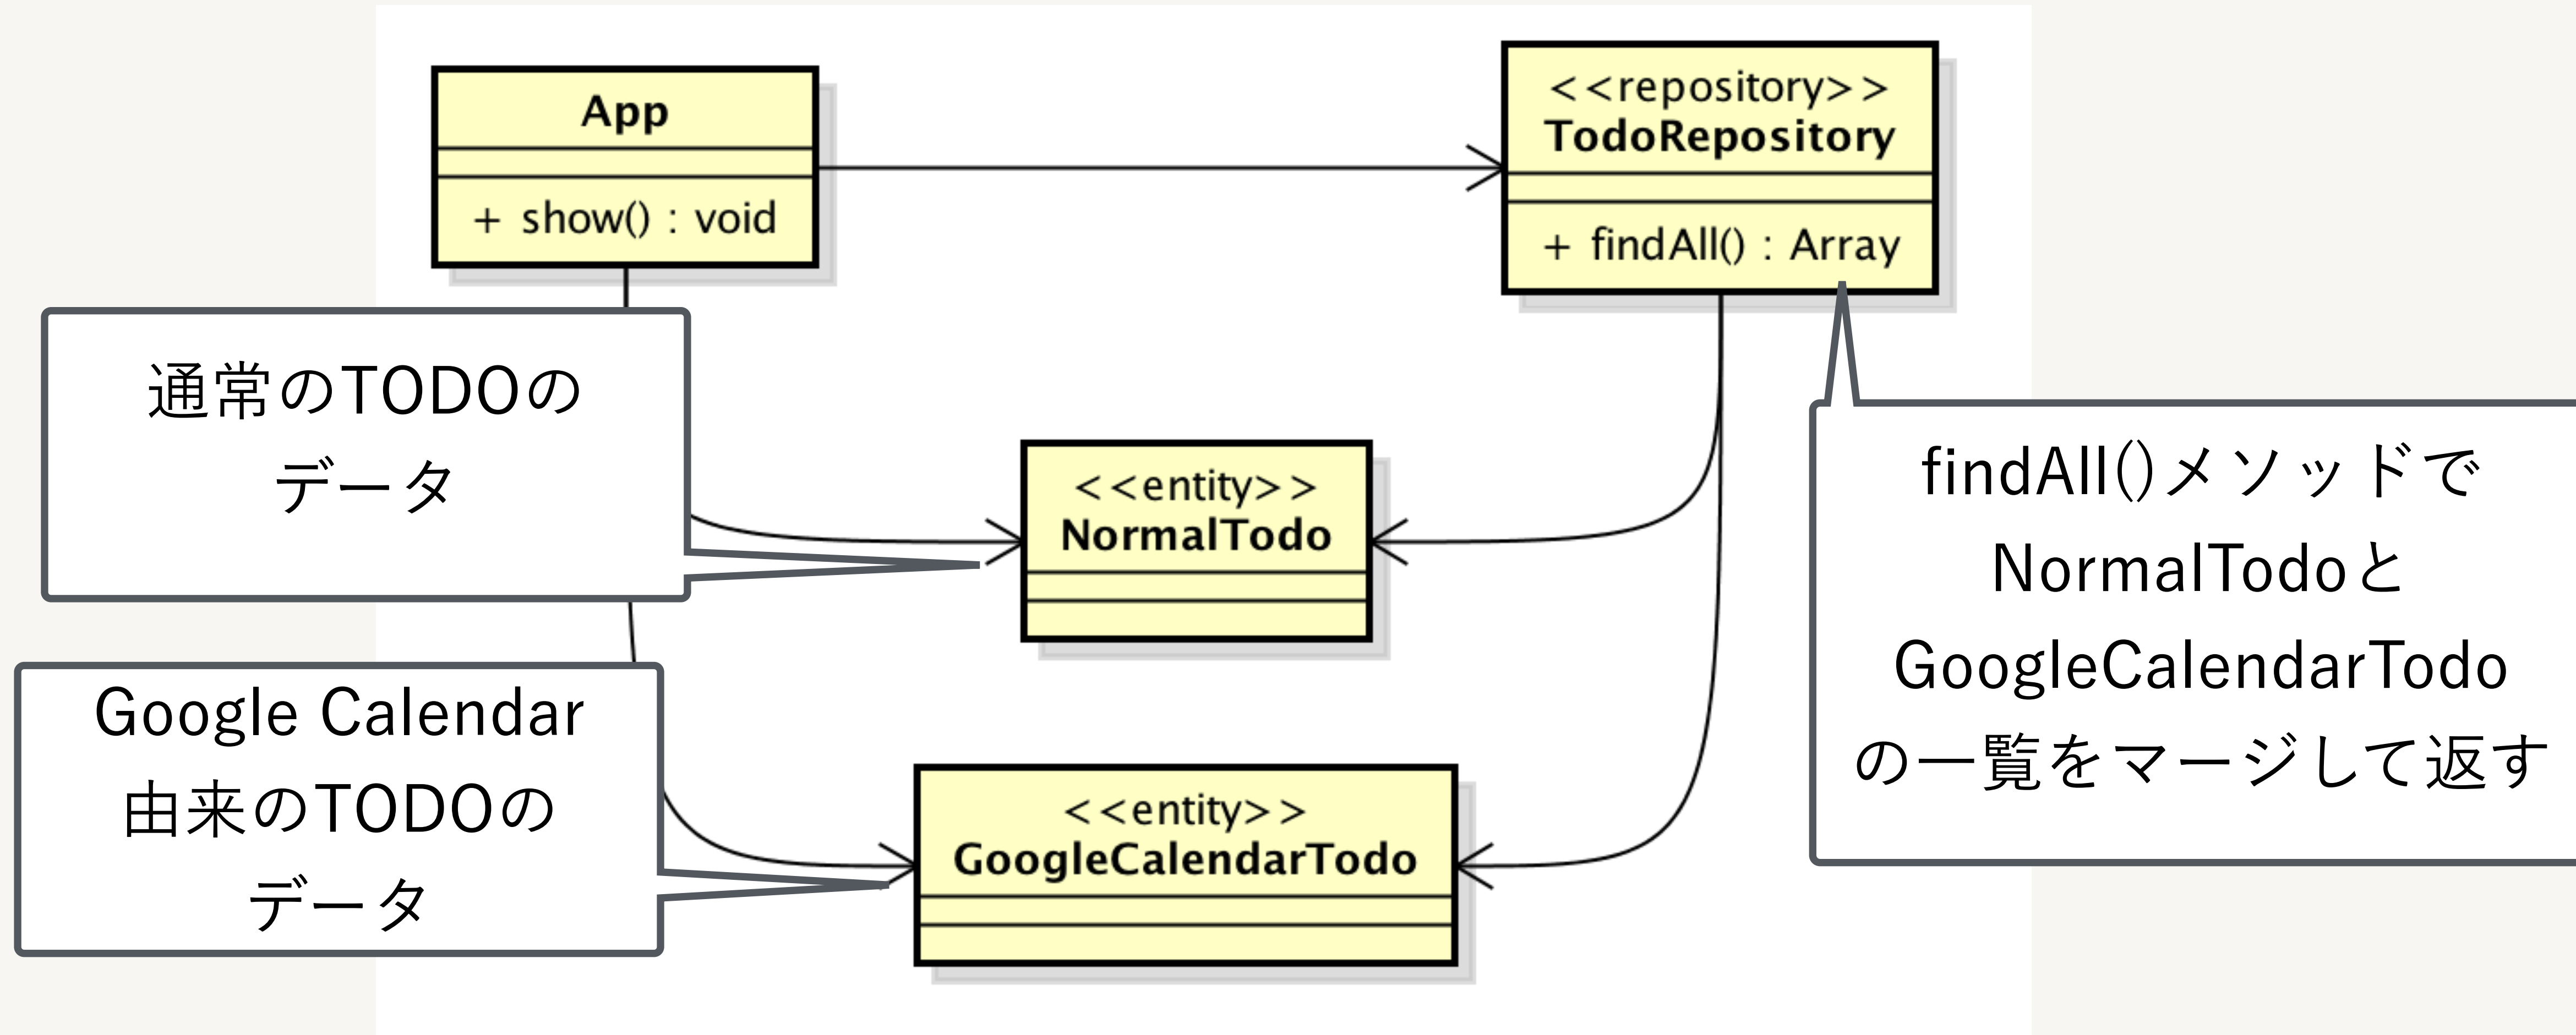 App
+ show() : void
<<repository>>
TodoRepository
+ findAll() : Array
通常のTODOの
データ
<<entity>>
NormalTodo
findAll()メソッドで
NormalTodoと
GoogleCalendarTodo
の一覧をマージして返す
Google Calendar
由来のTODOの
データ
<<entity>>
GoogleCalendarTodo